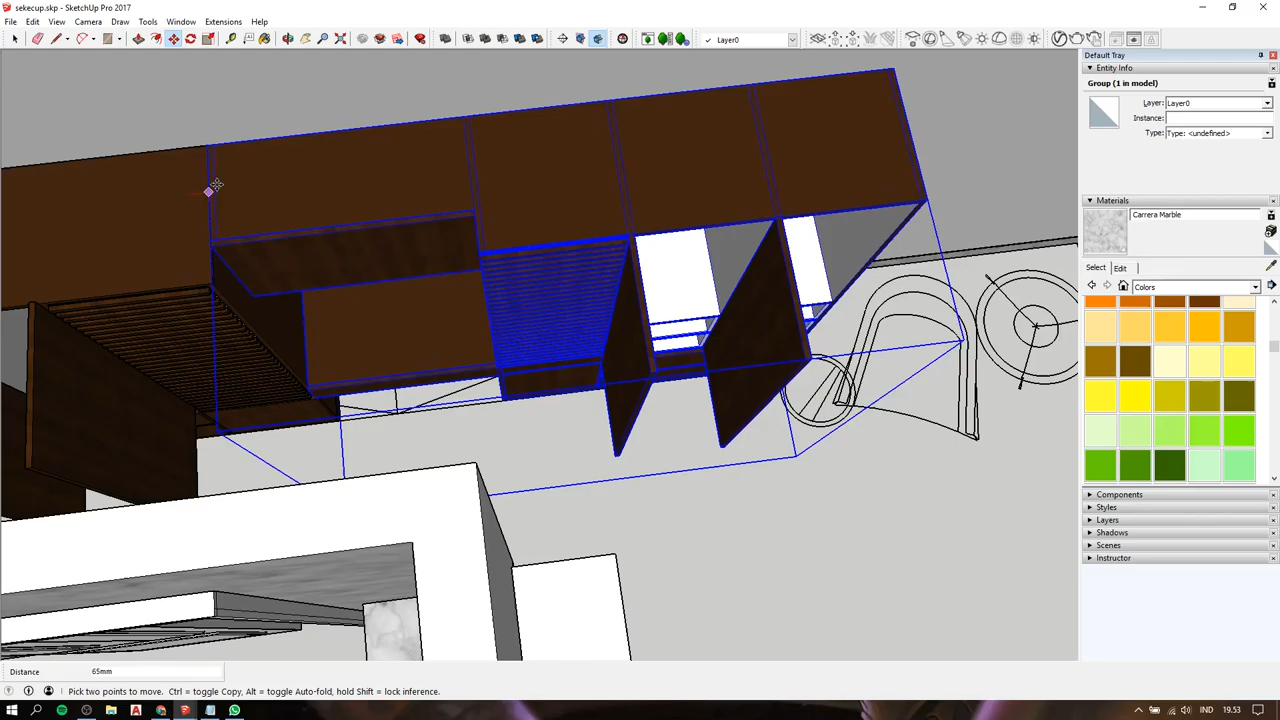 sekecup.skp - SketchUp Pro 2017
File Edit View Camera Draw Tools Window Extensions Help
Layer0
Default Tray
Entity Info
Group (1 in model)
Layer: Layer0
Instance:
Type: Type: <undefined>
Materials
Carrera Marble
Select Edit
Colors
Components
Styles
Layers
Shadows
Scenes
Instructor
Distance 65mm
Pick two points to move. Ctrl = toggle Copy, Alt = toggle Auto-fold, hold Shift = lock inference.
IND 19.53